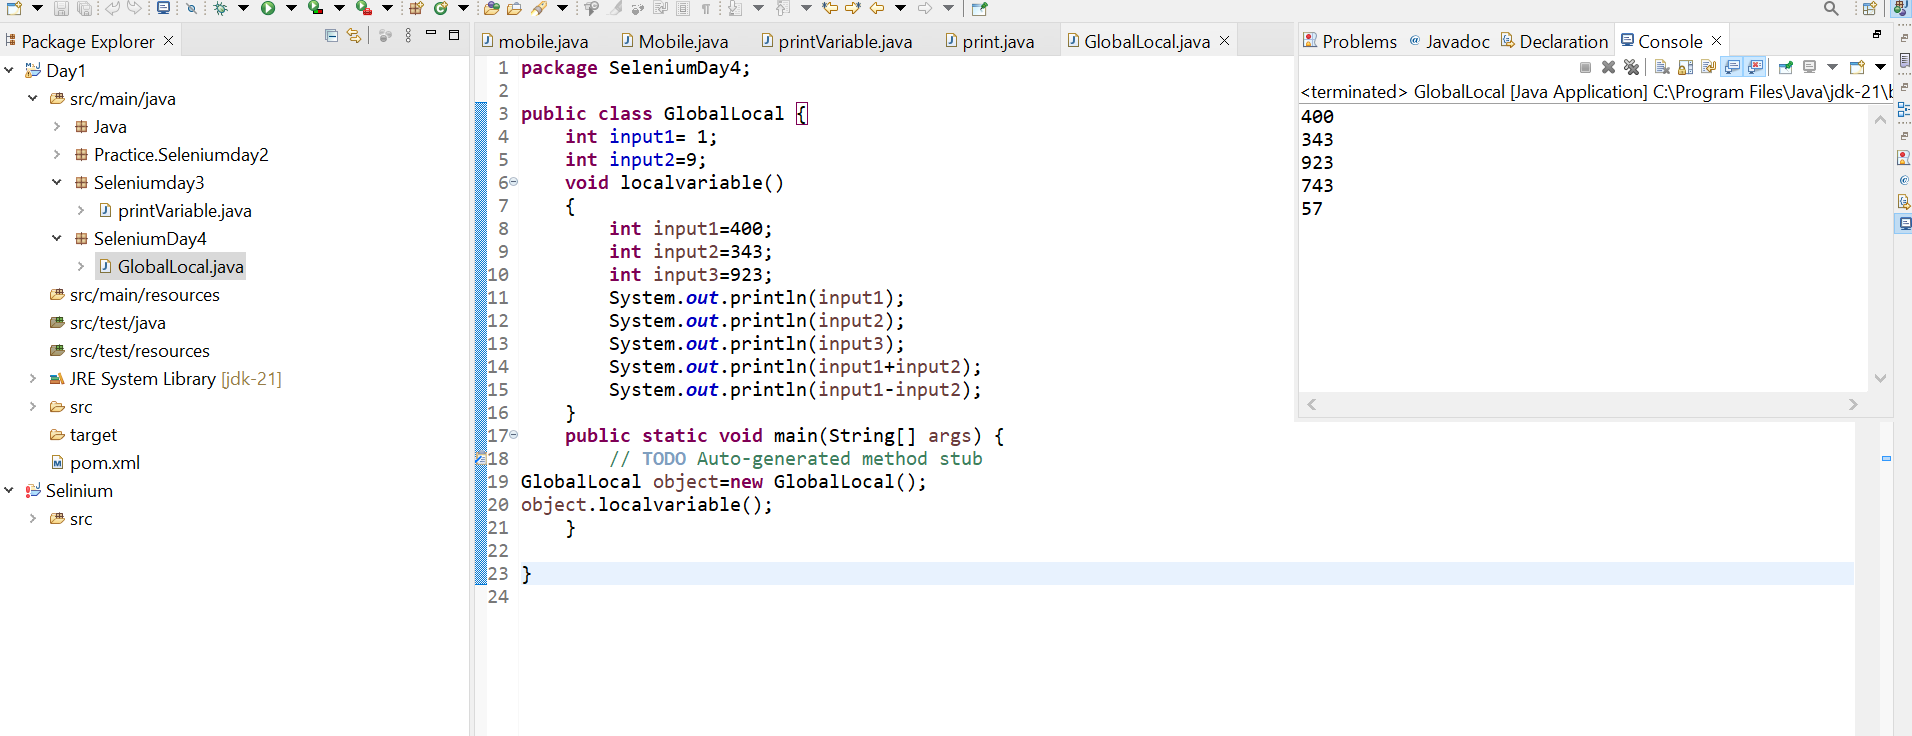 Package Explorer
Day1
src/main/java
Java
Practice.Seleniumday2
Seleniumday3
printVariable.java
SeleniumDay4
GlobalLocal.java
src/main/resources
src/test/java
src/test/resources
JRE System Library [jdk-21]
src
target
pom.xml
Selinium
src
mobile.java Mobile.java printVariable.java print.java GlobalLocal.java
1 package SeleniumDay4;
2
3 public class GlobalLocal {
4 int input1= 1;
5 int input2=9;
6 void localvariable()
7 {
8 int input1=400;
9 int input2=343;
10 int input3=923;
11 System.out.println(input1);
12 System.out.println(input2);
13 System.out.println(input3);
14 System.out.println(input1+input2);
15 System.out.println(input1-input2);
16 }
17 public static void main(String[] args) {
18 // TODO Auto-generated method stub
19 GlobalLocal object=new GlobalLocal();
20 object.localvariable();
21 }
22
23 }
24
Problems Javadoc Declaration Console
<terminated> GlobalLocal [Java Application] C:\Program Files\Java\jdk-21\b
400
343
923
743
57